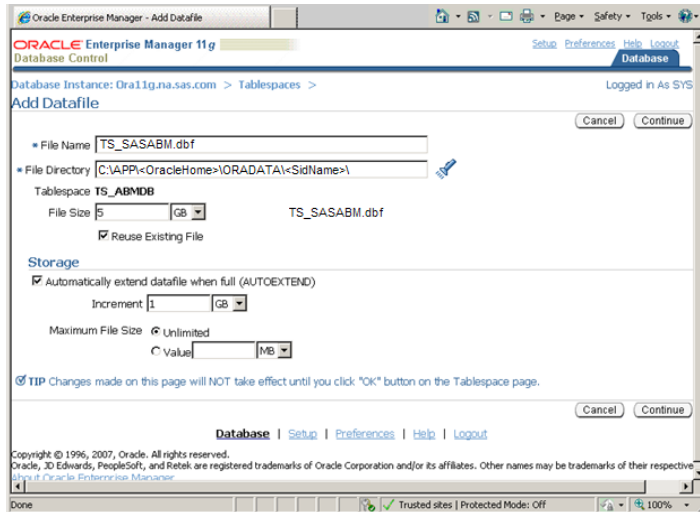 Oracle Enterprise Manager - Add Datafile
Page Safety Tools
ORACLE Enterprise Manager 11g
Database Control
Setup Preferences Help Logout
Database
Database Instance: Ora11g.na.sas.com > Tablespaces >
Logged in As SYS
Add Datafile
Cancel Continue
File Name TS_SASABM.dbf
File Directory C:\APP\<OracleHome>\ORADATA\<SidName>\
Tablespace TS_ABMDB
File Size 5 GB TS_SASABM.dbf
Reuse Existing File
Storage
Automatically extend datafile when full (AUTOEXTEND)
Increment 1 GB
Maximum File Size Unlimited
Value MB
TIP Changes made on this page will NOT take effect until you click "OK" button on the Tablespace page.
Cancel Continue
Database | Setup | Preferences | Help | Logout
Copyright © 1996, 2007, Oracle. All rights reserved.
Oracle, JD Edwards, PeopleSoft, and Retek are registered trademarks of Oracle Corporation and/or its affiliates. Other names may be trademarks of their respective
About Oracle Enterprise Manager
Done Trusted sites | Protected Mode: Off 100%